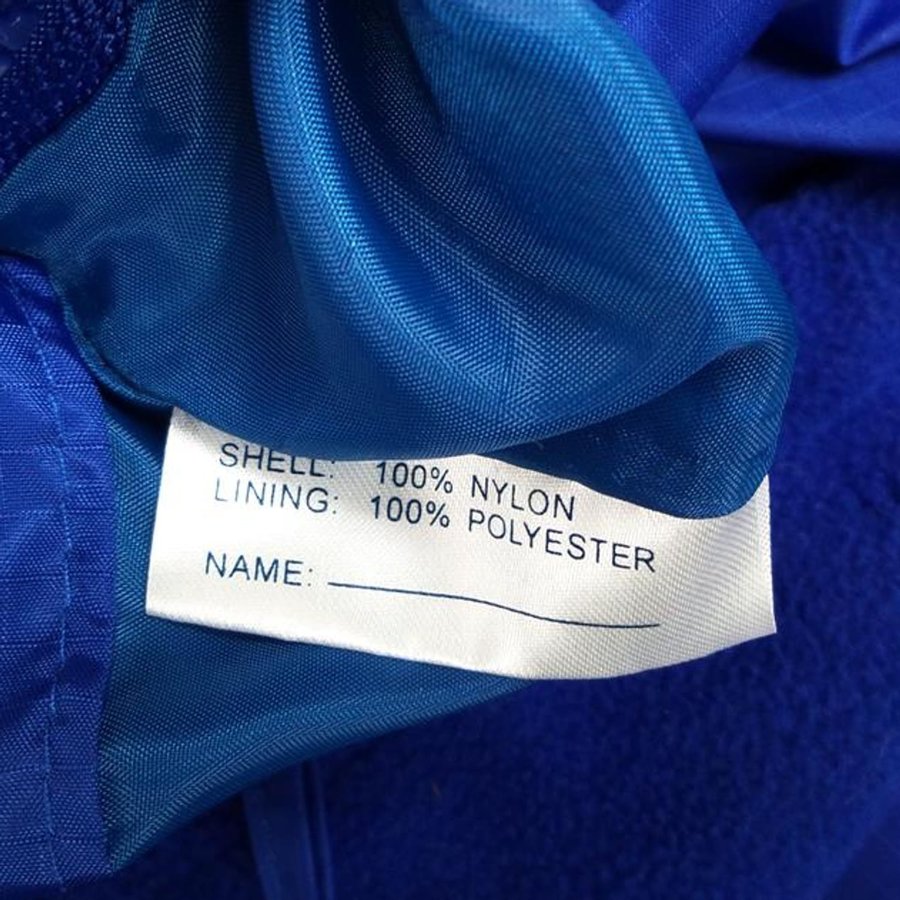 SHELL: 100% NYLON
LINING: 100% POLYESTER
NAME: